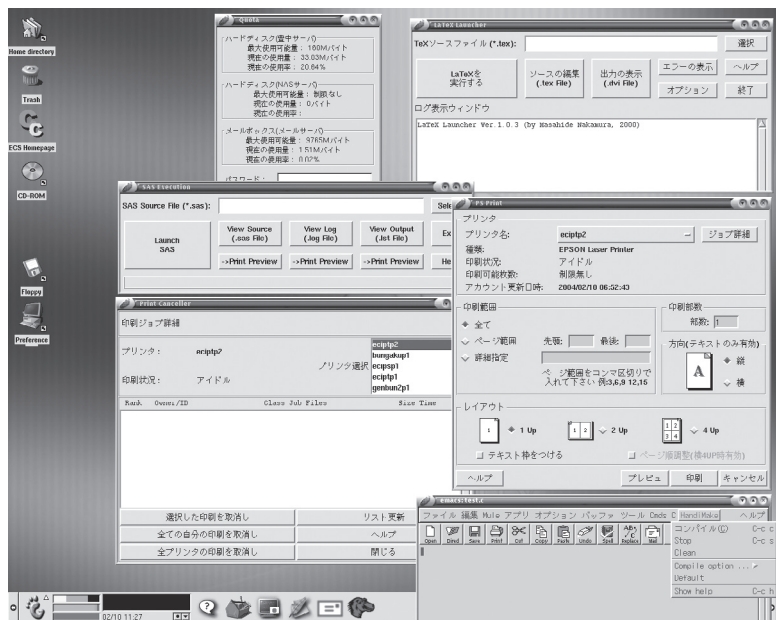 Home directory
Trash
ECS Homepage
CD-ROM
Floppy
Preference
Quota
ハードディスク(豊中サーバ)
最大使用可能量： 160Mバイト
現在の使用量： 33.03Mバイト
現在の使用率： 20.64%
ハードディスク(NASサーバ)
最大使用可能量： 制限なし
現在の使用量： 0バイト
現在の使用率：
メールボックス(メールサーバ)
最大使用可能量： 9765Mバイト
現在の使用量： 1.51Mバイト
現在の使用率： 0.02%
パスワード：
LaTeX Launcher
TeXソースファイル (*.tex):
選択
LaTeXを
実行する
ソースの編集
(.tex File)
出力の表示
(.dvi File)
エラーの表示
ヘルプ
オプション
終了
ログ表示ウィンドウ
LaTeX Launcher Ver 1.0.3 (by Masahide Nakamura, 2000)
SAS Execution
SAS Source File (*.sas):
Launch
SAS
View Source
(.sas File)
View Log
(.log File)
View Output
(.lst File)
->Print Preview
->Print Preview
->Print Preview
PS Print
プリンタ
プリンタ名:
eciptp2
ジョブ詳細
種類:
EPSON Laser Printer
印刷状況:
アイドル
印刷可能枚数:
制限無し
アカウント更新日時:
2004/02/10 06:52:43
印刷範囲
全て
ページ範囲
先頭:
最後:
詳細指定
ページ範囲をコンマ区切りで
入れて下さい 例:3,6,9 12,15
印刷部数
部数: 1
方向(テキストのみ有効)
A
縦
横
レイアウト
1
1 Up
1 2
2 Up
1 2
3 4
4 Up
テキスト枠をつける
ページ順調整(横4UP時有効)
ヘルプ
プレビュ
印刷
キャンセル
Print Canceller
印刷ジョブ詳細
プリンタ：
eciptp2
プリンタ選択
eciptp2
bungakup1
ecipsp1
eciptp1
genbun2p1
印刷状況：
アイドル
Rank Owner/ID Class Job Files Size Time
選択した印刷を取消し
リスト更新
全ての自分の印刷を取消し
ヘルプ
全プリンタの印刷を取消し
閉じる
emacs-test.c
ファイル 編集 Mule アプリ オプション バッファ ツール Cmds C HandiMake ヘルプ
Open Dired Save Print Cut Copy Paste Undo Spell Replace Mail
コンパイル(C) C-c c
Stop C-c s
Clean
Compile option ...
Default
Show help C-c h
02/10 11:27